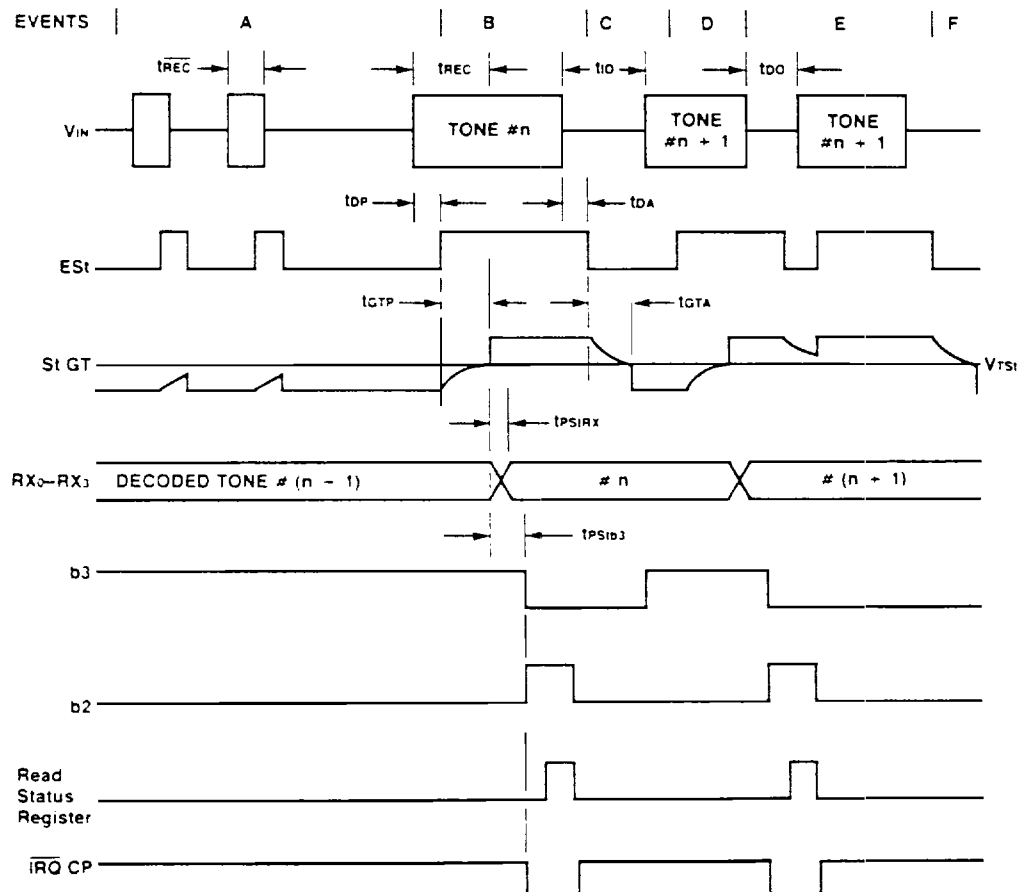 EVENTS A B C D E F
tREC tREC tID tDO
VIN TONE #n TONE #n + 1 TONE #n + 1
tDP tDA
ESt
tGTP tGTA
St GT VTSt
tPStRX
RX0–RX3 DECODED TONE # (n - 1) # n # (n + 1)
tPStb3
b3
b2
Read
Status
Register
IRQ CP